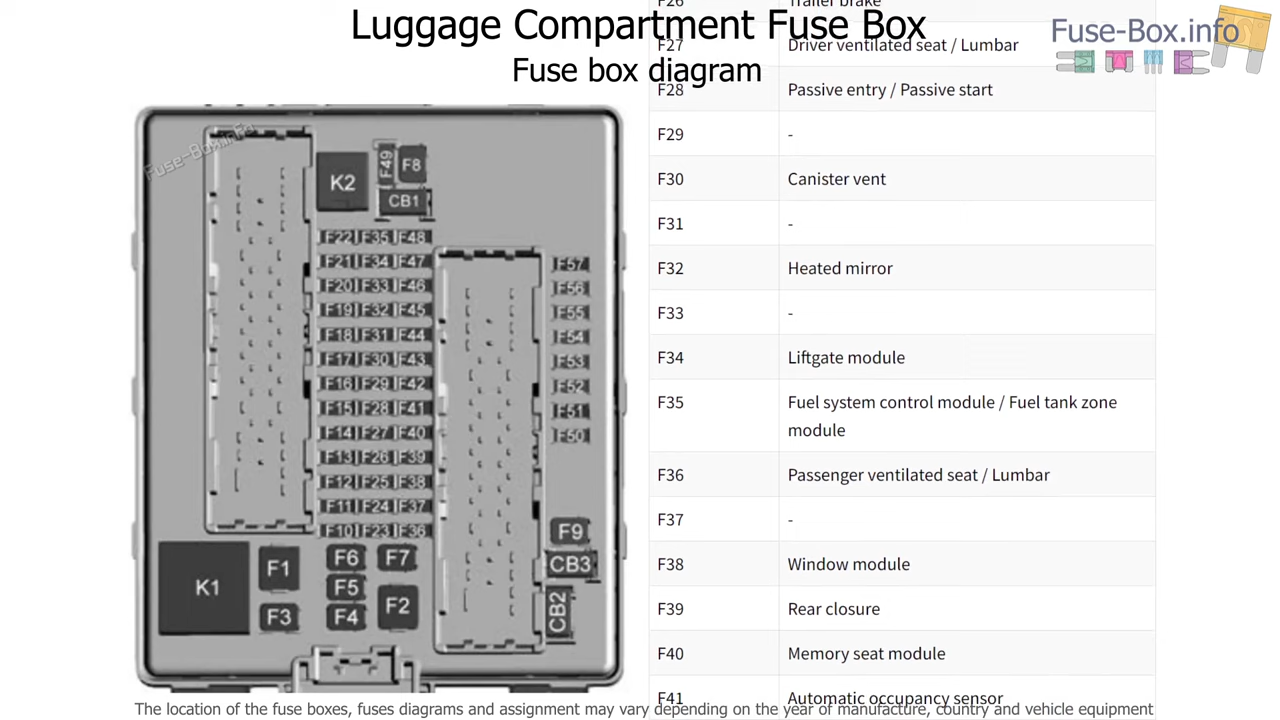 Luggage Compartment Fuse Box
Fuse box diagram
Fuse-Box.info
Fuse-Box.info
K2
F49
F8
CB1
F22 F35 F48
F21 F34 F47
F20 F33 F46
F19 F32 F45
F18 F31 F44
F17 F30 F43
F16 F29 F42
F15 F28 F41
F14 F27 F40
F13 F26 F39
F12 F25 F38
F11 F24 F37
F10 F23 F36
F57
F56
F55
F54
F53
F52
F51
F50
F9
CB3
CB2
K1
F1
F3
F6
F5
F4
F7
F2
F26 Trailer brake
F27 Driver ventilated seat / Lumbar
F28 Passive entry / Passive start
F29 -
F30 Canister vent
F31 -
F32 Heated mirror
F33 -
F34 Liftgate module
F35 Fuel system control module / Fuel tank zone
module
F36 Passenger ventilated seat / Lumbar
F37 -
F38 Window module
F39 Rear closure
F40 Memory seat module
F41 Automatic occupancy sensor
The location of the fuse boxes, fuses diagrams and assignment may vary depending on the year of manufacture, country and vehicle equipment